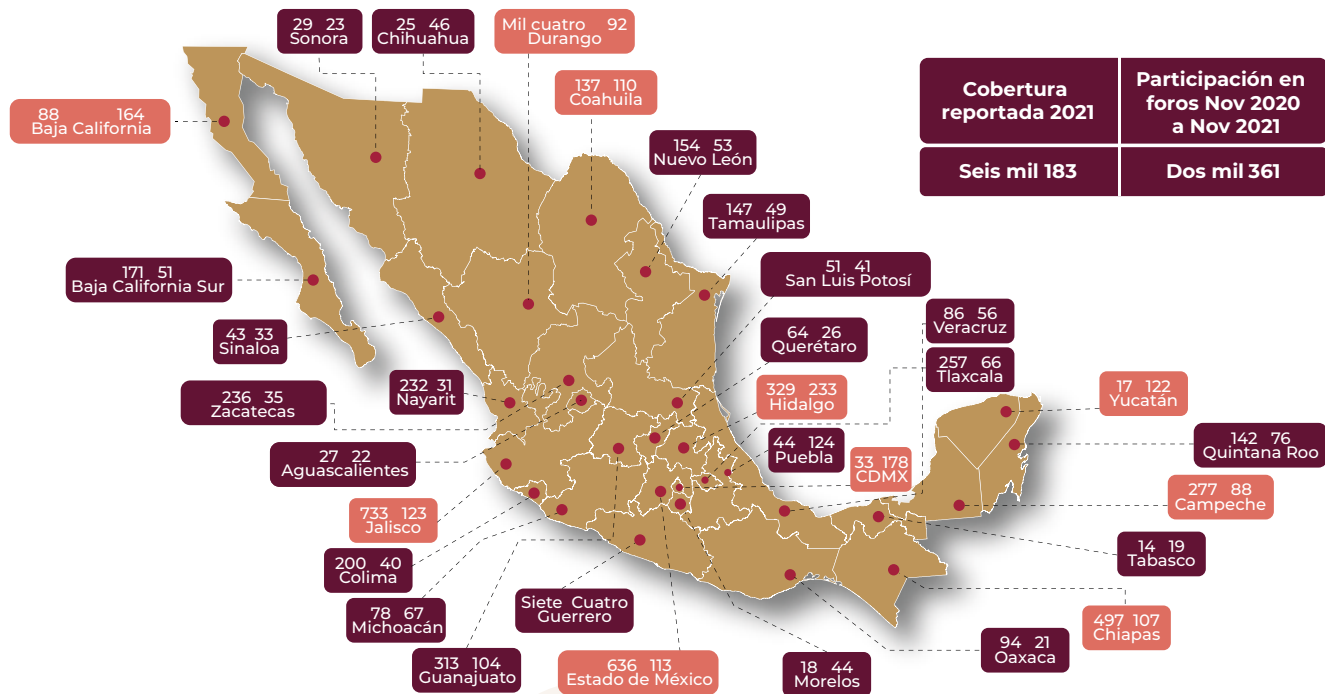 29 23
Sonora
25 46
Chihuahua
Mil cuatro 92
Durango
137 110
Coahuila
88 164
Baja California
154 53
Nuevo León
147 49
Tamaulipas
Cobertura
reportada 2021
Participación en
foros Nov 2020
a Nov 2021
Seis mil 183
Dos mil 361
171 51
Baja California Sur
51 41
San Luis Potosí
86 56
Veracruz
43 33
Sinaloa
64 26
Querétaro
257 66
Tlaxcala
236 35
Zacatecas
232 31
Nayarit
329 233
Hidalgo
17 122
Yucatán
27 22
Aguascalientes
44 124
Puebla
33 178
CDMX
142 76
Quintana Roo
733 123
Jalisco
277 88
Campeche
200 40
Colima
14 19
Tabasco
78 67
Michoacán
Siete Cuatro
Guerrero
497 107
Chiapas
313 104
Guanajuato
636 113
Estado de México
18 44
Morelos
94 21
Oaxaca